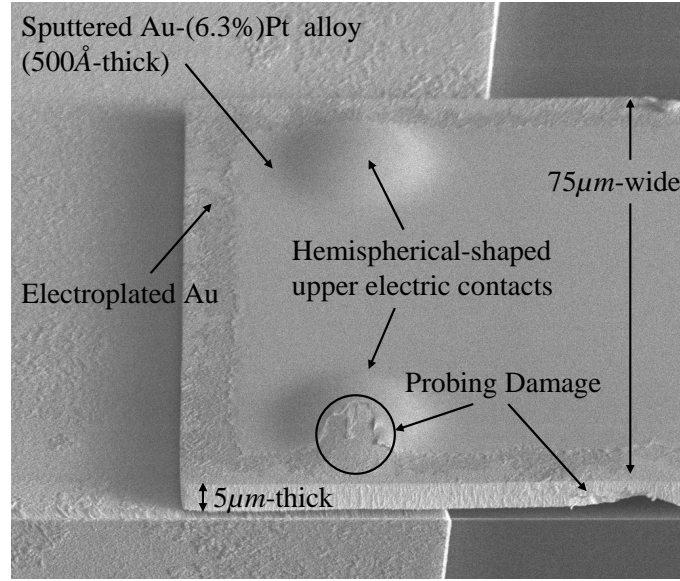 Sputtered Au-(6.3%)Pt alloy
(500Å-thick)
75μm-wide
Hemispherical-shaped
upper electric contacts
Electroplated Au
Probing Damage
5μm-thick